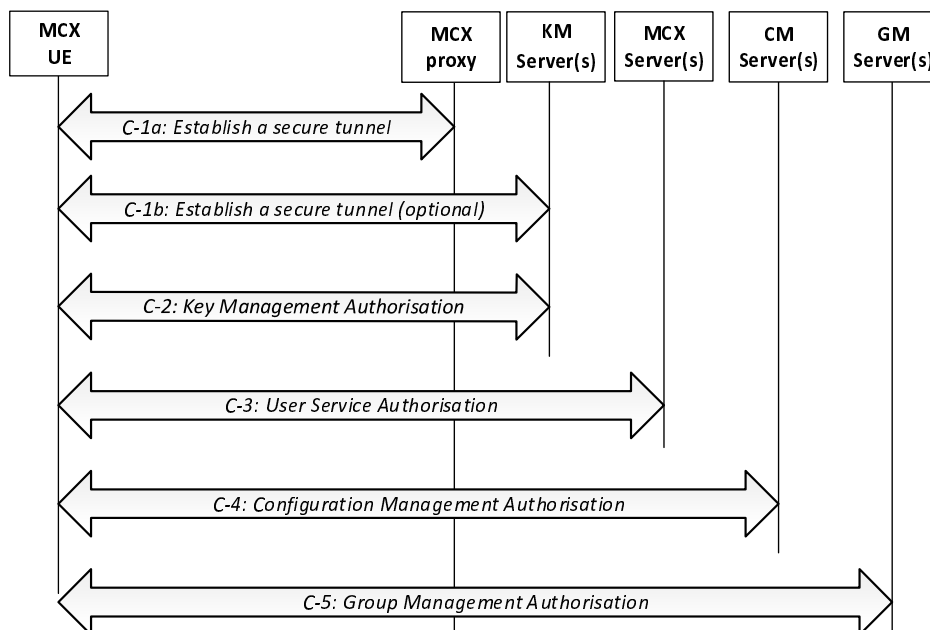 MCX
UE
MCX
proxy
KM
Server(s)
MCX
Server(s)
CM
Server(s)
GM
Server(s)
C-1a: Establish a secure tunnel
C-1b: Establish a secure tunnel (optional)
C-2: Key Management Authorisation
C-3: User Service Authorisation
C-4: Configuration Management Authorisation
C-5: Group Management Authorisation